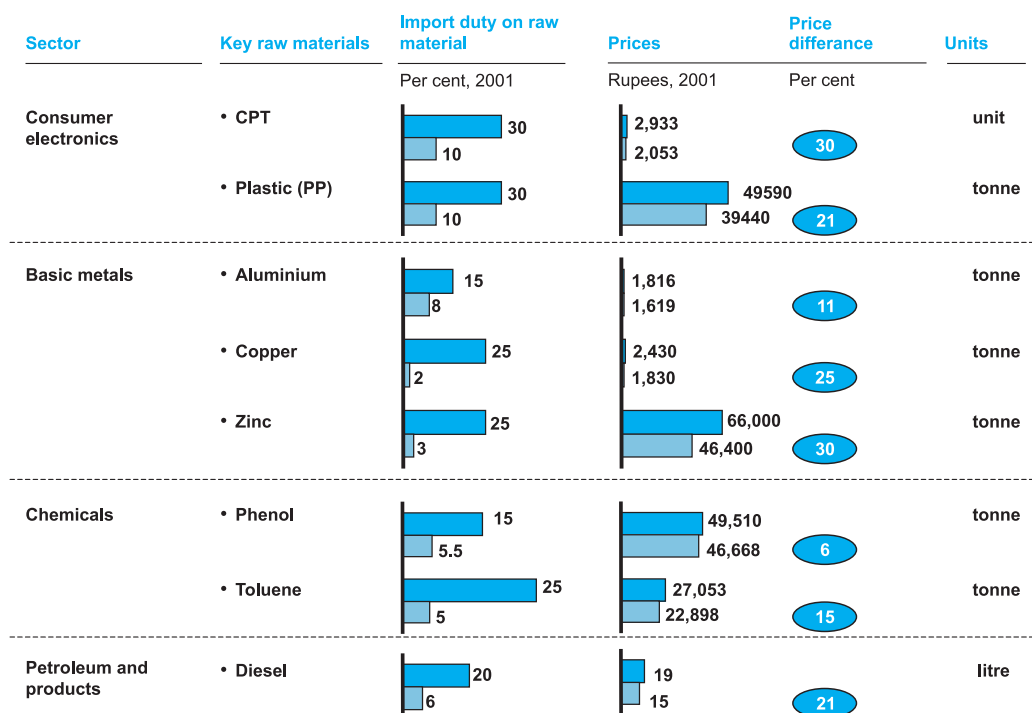 Sector
Key raw materials
Import duty on raw
material
Prices
Price
differance
Units
Per cent, 2001
Rupees, 2001
Per cent
Consumer
electronics
• CPT
30
10
2,933
2,053
30
unit
• Plastic (PP)
30
10
49590
39440
21
tonne
Basic metals
• Aluminium
15
8
1,816
1,619
11
tonne
• Copper
25
2
2,430
1,830
25
tonne
• Zinc
25
3
66,000
46,400
30
tonne
Chemicals
• Phenol
15
5.5
49,510
46,668
6
tonne
• Toluene
25
5
27,053
22,898
15
tonne
Petroleum and
products
• Diesel
20
6
19
15
21
litre